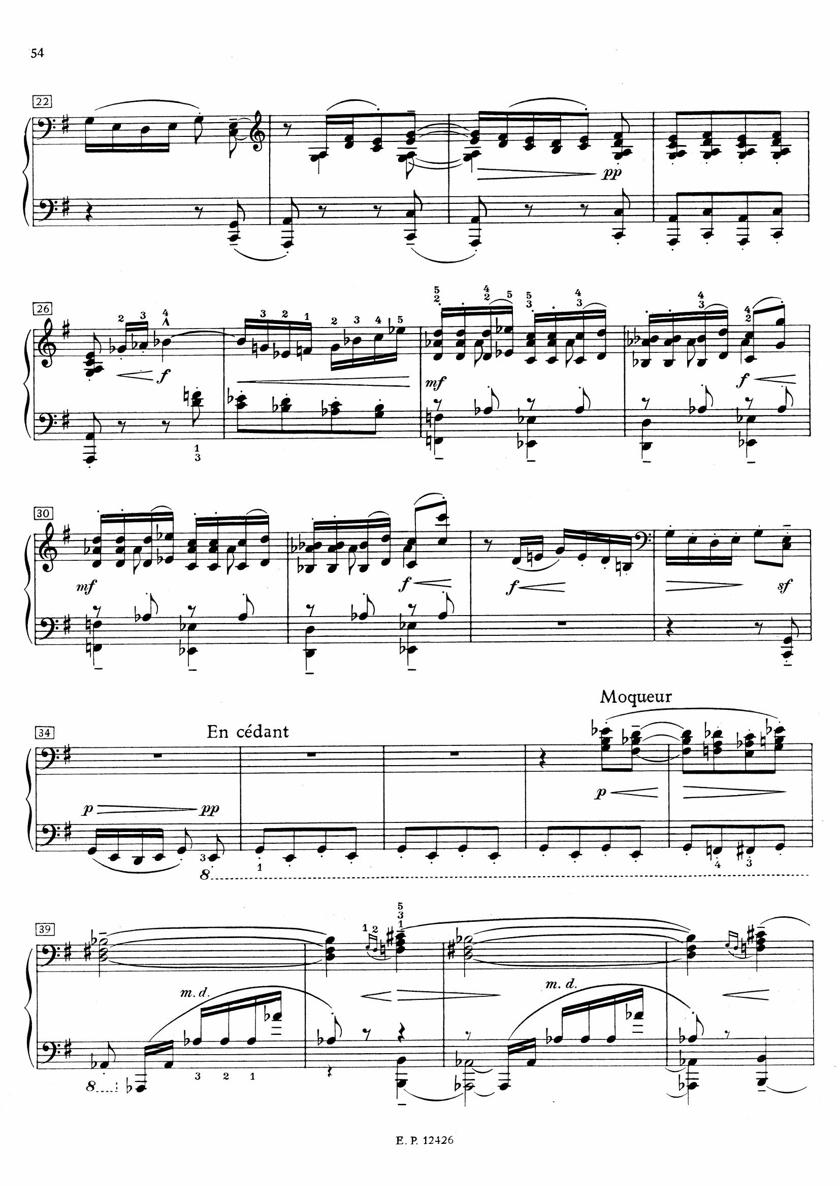 54
22
pp
26
2 3 4
f
3 2 1 2 3 4 5
5 2 4 2 5 5 3 4 3 4 3 4 2
mf
f
1
3
30
mf
f
f
sf
Moqueur
34
En cédant
p
pp
p
3
1
4 3
8
39
1 2
5
3
1
m. d.
m. d.
3 2 1
8
E. P. 12426